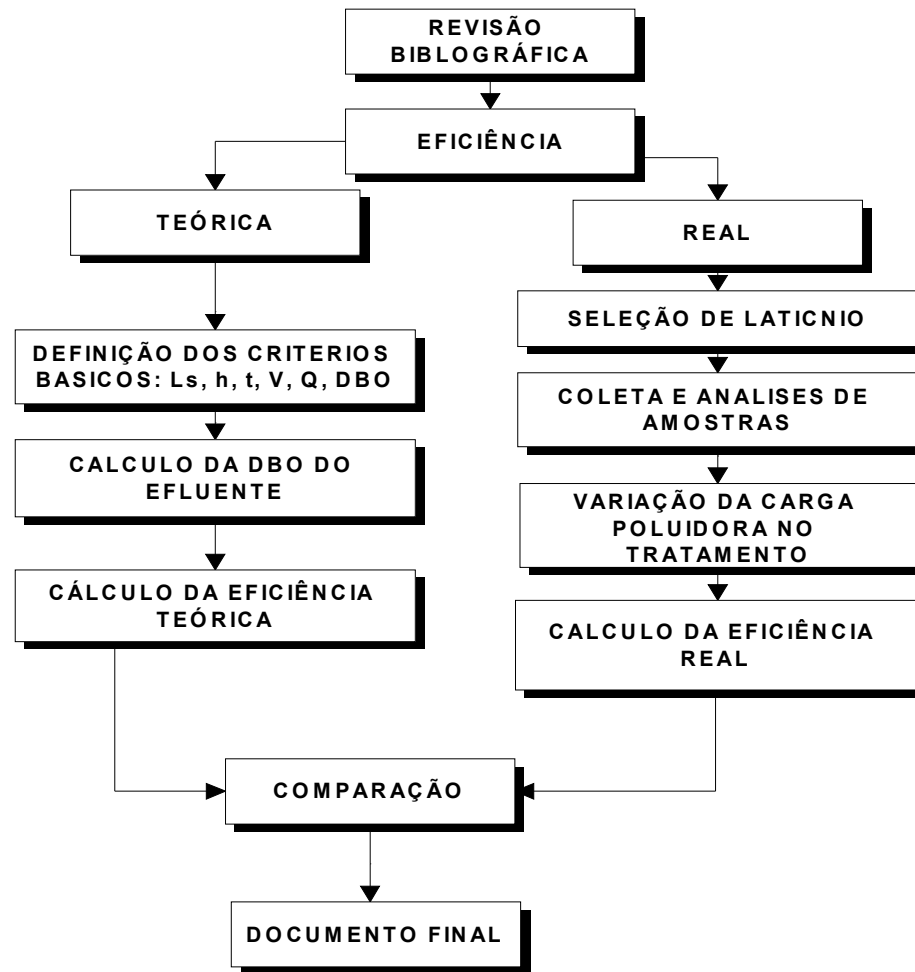 REVISÃO
BIBLOGRÁFICA
EFICIÊNCIA
TEÓRICA
DEFINIÇÃO DOS CRITERIOS
BASICOS: Ls, h, t, V, Q, DBO
CALCULO DA DBO DO
EFLUENTE
CÁLCULO DA EFICIÊNCIA
TEÓRICA
REAL
SELEÇÃO DE LATICNIO
COLETA E ANALISES DE
AMOSTRAS
VARIAÇÃO DA CARGA
POLUIDORA NO
TRATAMENTO
CALCULO DA EFICIÊNCIA
REAL
COMPARAÇÃO
DOCUMENTO FINAL